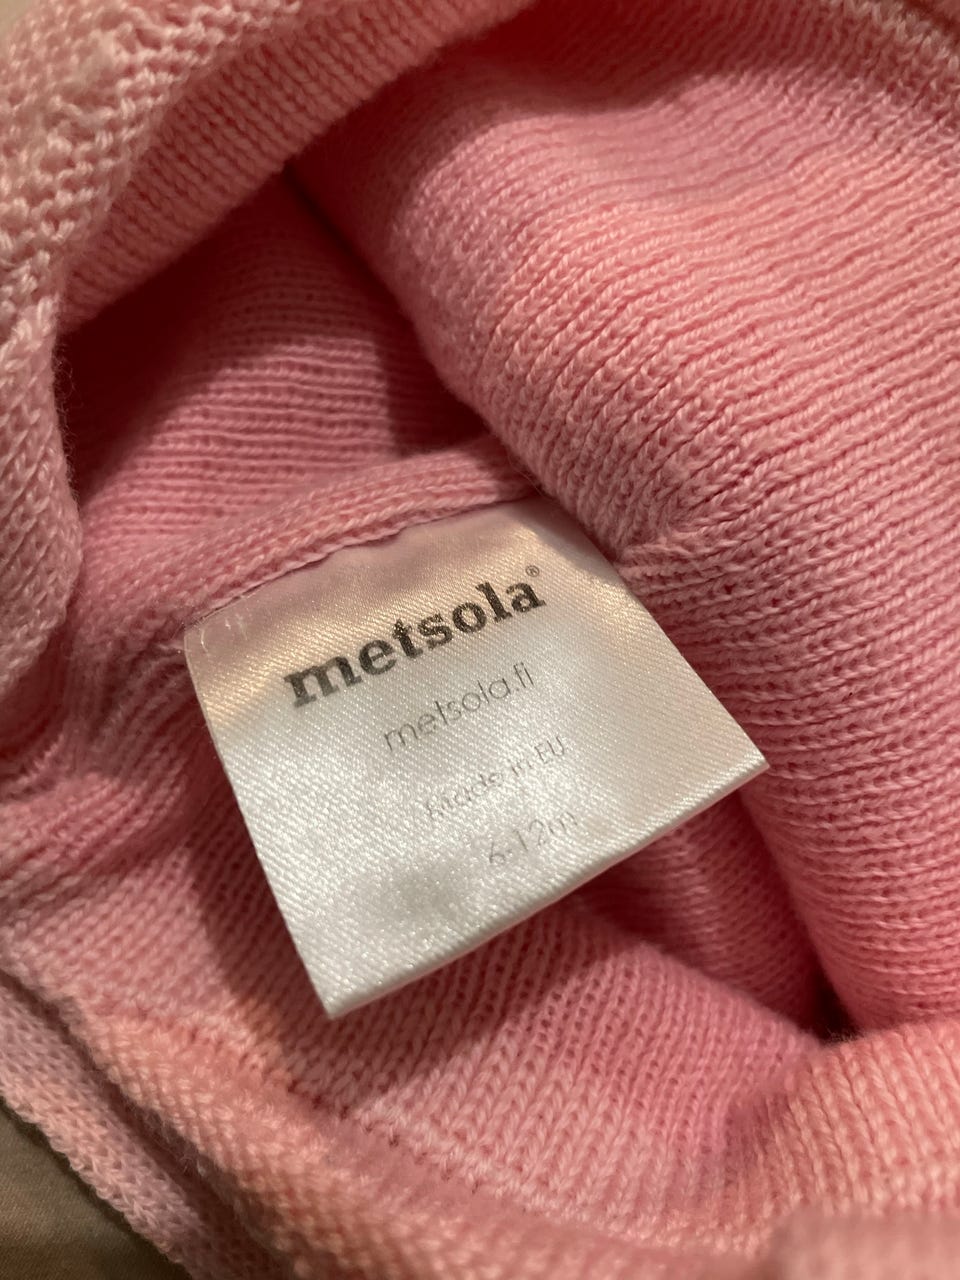 metsola®
metsola.fi
Made in EU
6-12m